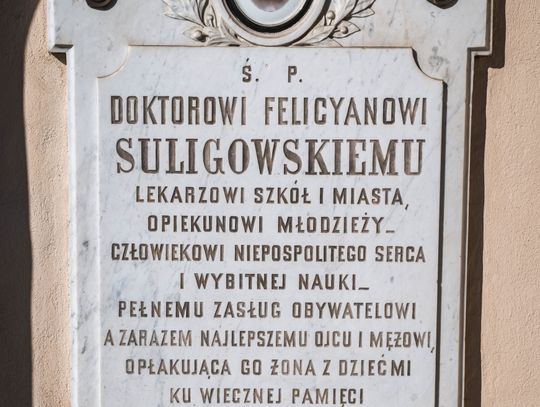 Ś. P.
DOKTOROWI FELICYANOWI
SULIGOWSKIEMU
LEKARZOWI SZKÓŁ I MIASTA,
OPIEKUNOWI MŁODZIEŻY_
CZŁOWIEKOWI NIEPOSPOLITEGO SERCA
I WYBITNEJ NAUKI_
PEŁNEMU ZASŁUG OBYWATELOWI
A ZARAZEM NAJLEPSZEMU OJCU I MĘŻOWI,
OPŁAKUJĄCA GO ŻONA Z DZIEĆMI
KU WIECZNEJ PAMIĘCI